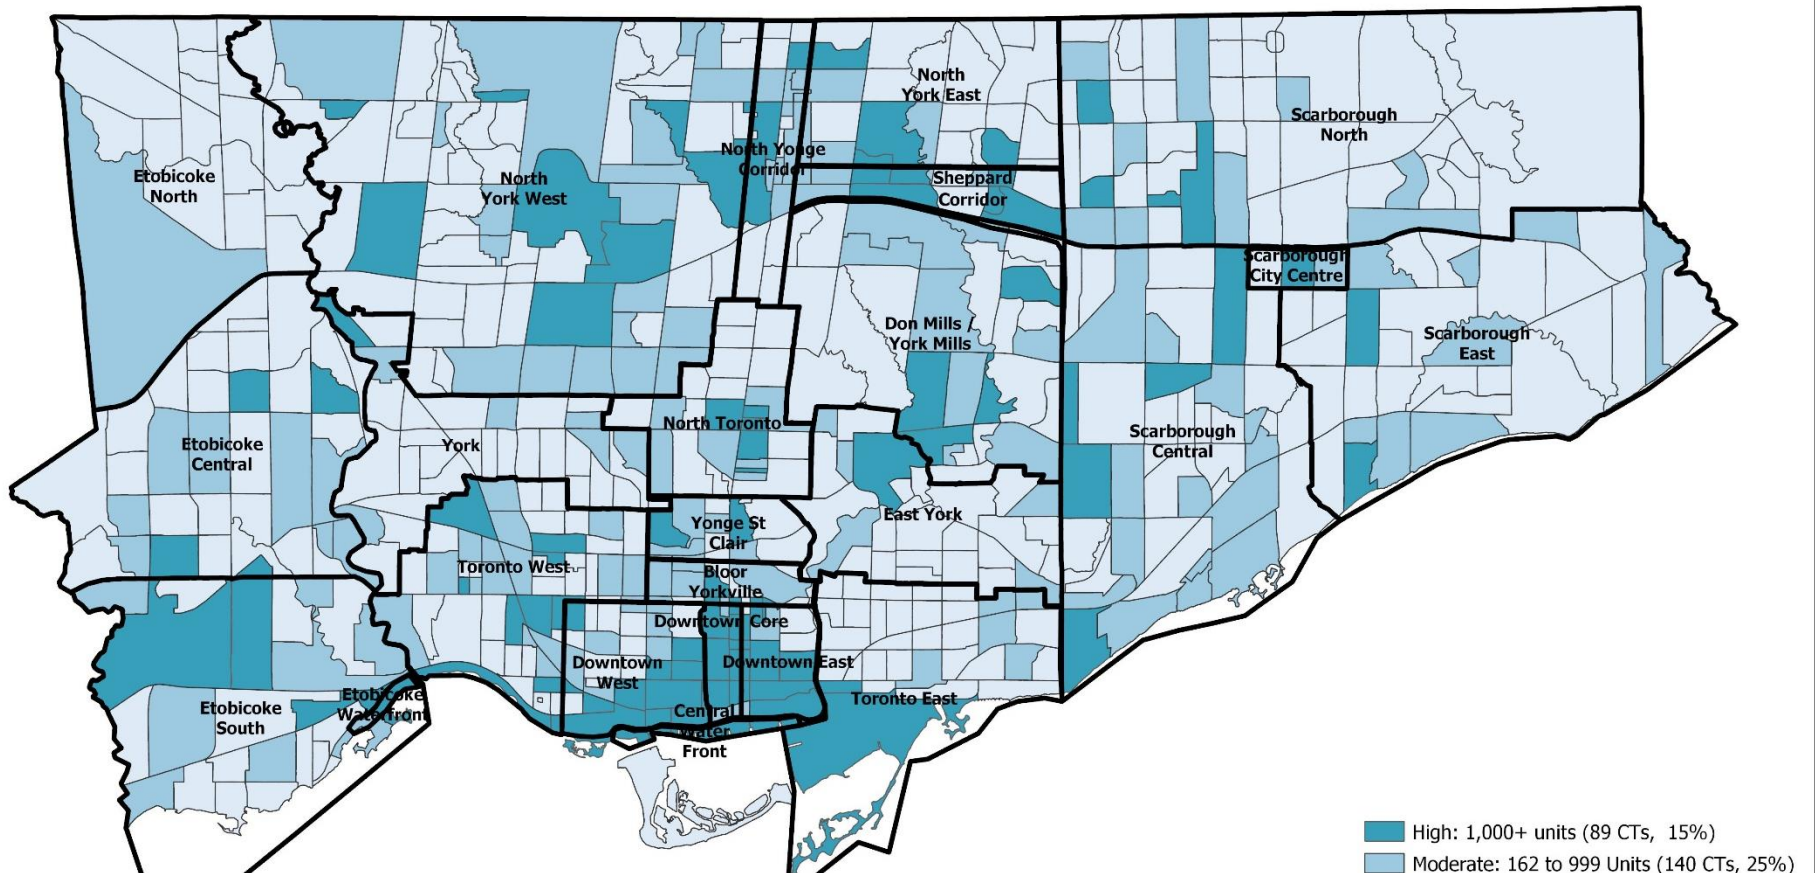 North
York East
Scarborough
North
North Yonge
Corridor
Etobicoke
North
North
York West
Sheppard
Corridor
Scarborough
City Centre
Don Mills /
York Mills
Scarborough
East
North Toronto
Etobicoke
Central
York
Scarborough
Central
Yonge St
Clair
East York
Toronto West
Bloor
Yorkville
Downtown Core
Downtown
West
Downtown East
Etobicoke
Waterfront
Toronto East
Etobicoke
South
Central
Water
Front
High: 1,000+ units (89 CTs, 15%)
Moderate: 162 to 999 Units (140 CTs, 25%)